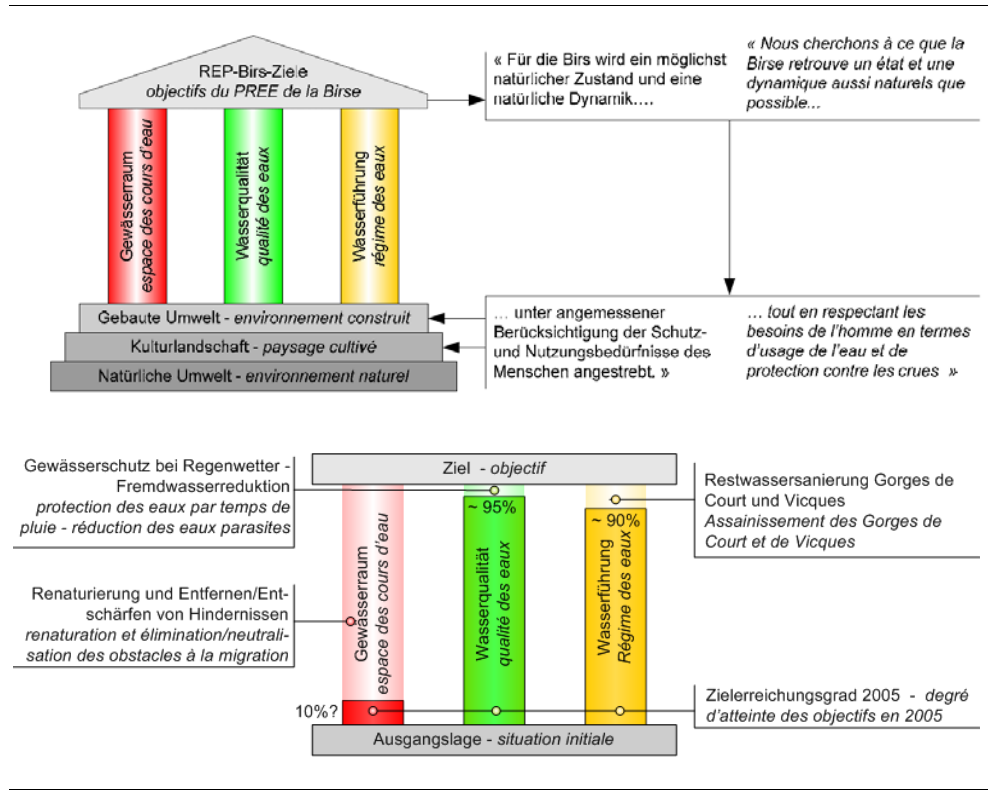 REP-Birs-Ziele
objectifs du PREE de la Birse
Gewässerraum
espace des cours d'eau
Wasserqualität
qualité des eaux
Wasserführung
régime des eaux
Gebaute Umwelt - environnement construit
Kulturlandschaft - paysage cultivé
Natürliche Umwelt - environnement naturel
« Für die Birs wird ein möglichst
natürlicher Zustand und eine
natürliche Dynamik….
« Nous cherchons à ce que la
Birse retrouve un état et une
dynamique aussi naturels que
possible…
… unter angemessener
Berücksichtigung der Schutz-
und Nutzungsbedürfnisse des
Menschen angestrebt. »
… tout en respectant les
besoins de l'homme en termes
d'usage de l'eau et de
protection contre les crues »
Gewässerschutz bei Regenwetter -
Fremdwasserreduktion
protection des eaux par temps de
pluie - réduction des eaux parasites
Renaturierung und Entfernen/Ent-
schärfen von Hindernissen
renaturation et élimination/neutrali-
sation des obstacles à la migration
Ziel - objectif
Gewässerraum
espace des cours d'eau
10%?
~ 95%
Wasserqualität
qualité des eaux
~ 90%
Wasserführung
Régime des eaux
Ausgangslage - situation initiale
Restwassersanierung Gorges de
Court und Vicques
Assainissement des Gorges de
Court et de Vicques
Zielerreichungsgrad 2005 - degré
d'atteinte des objectifs en 2005